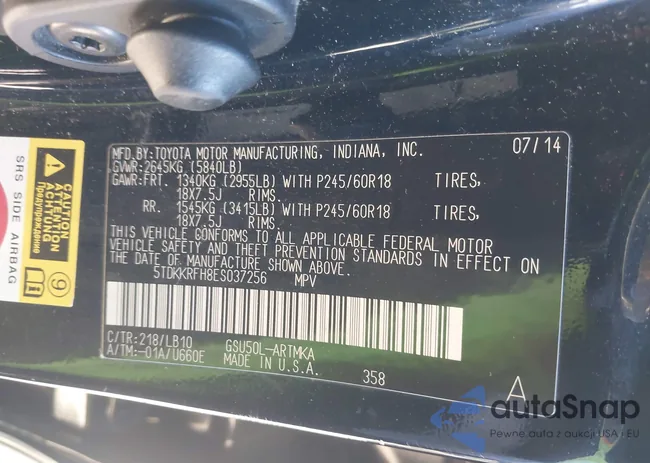 MFD.BY:TOYOTA MOTOR MANUFACTURING, INDIANA, INC. 07/14
GVWR:2645KG (5840LB)
GAWR:FRT. 1340KG (2955LB) WITH P245/60R18 TIRES,
18X7.5J RIMS.
RR. 1545KG (3415LB) WITH P245/60R18 TIRES,
18X7.5J RIMS.
THIS VEHICLE CONFORMS TO ALL APPLICABLE FEDERAL MOTOR
VEHICLE SAFETY AND THEFT PREVENTION STANDARDS IN EFFECT ON
THE DATE OF MANUFACTURE SHOWN ABOVE.
5TDKKRFH8ES037256 MPV
C/TR:218/LB10 GSU50L-ARTMKA
A/TM:-01A/U660E MADE IN U.S.A. 358 A
CAUTION
ATTENTION
ACHTUNG
Предупреждение
SRS SIDE AIRBAG
9
autoSnap
Pewne auta z aukcji USA i EU